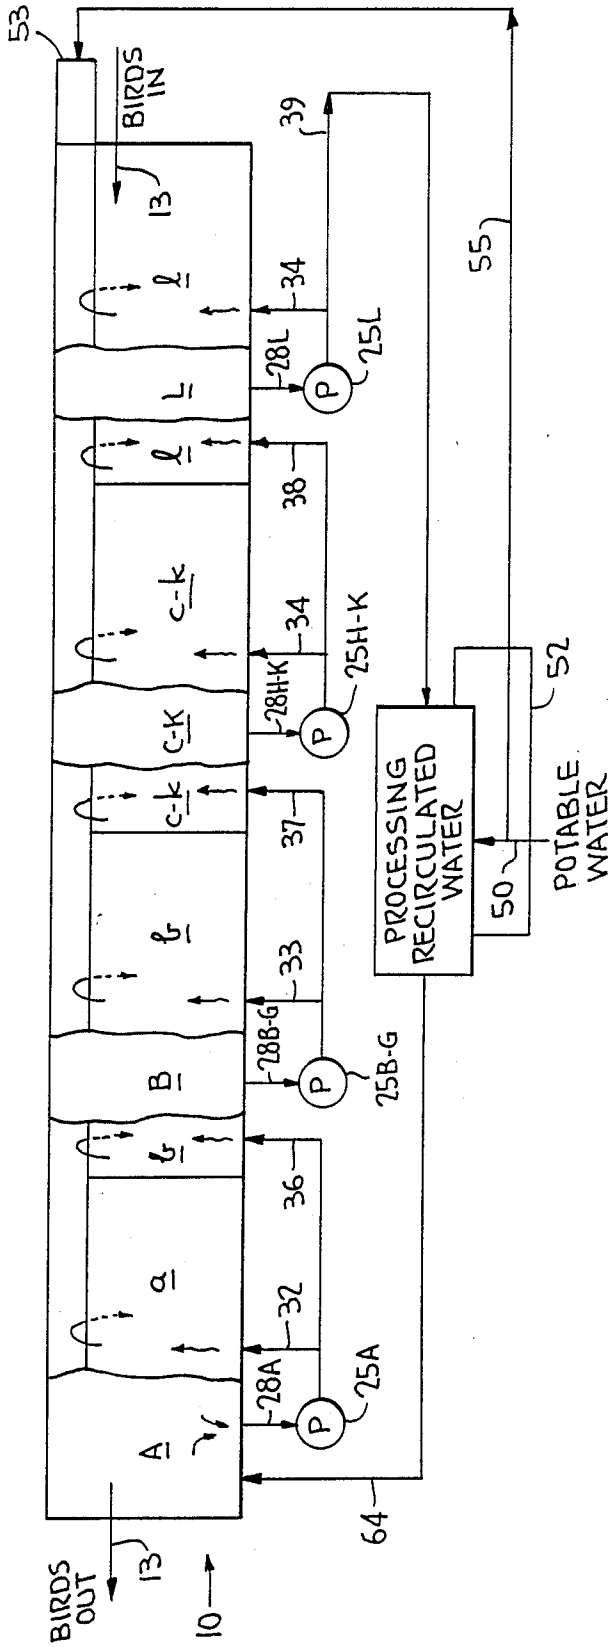 53
BIRDS
OUT
13
A
a
b
B
b
c-k
C-K
c-k
l
L
l
13
BIRDS
IN
10
28A
32
36
28B-G
33
37
28H-K
34
38
28L
34
39
P
P
P
P
25A
25B-G
25H-K
25L
64
PROCESSING
RECIRCULATED
WATER
55
50
52
POTABLE
WATER